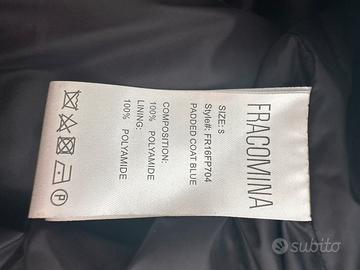 FRACOMINA
SIZE: S
Style#: FR16FP704
PADDED COAT BLUE
COMPOSITION:
100% POLYAMIDE
LINING:
100% POLYAMIDE
subito